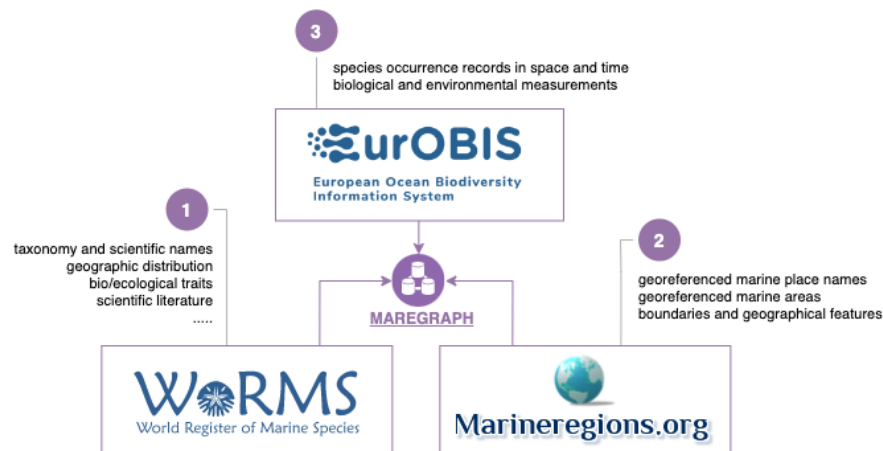 3
species occurrence records in space and time
biological and environmental measurements
EurOBIS
European Ocean Biodiversity
Information System
1
taxonomy and scientific names
geographic distribution
bio/ecological traits
scientific literature
.....
2
georeferenced marine place names
georeferenced marine areas
boundaries and geographical features
MAREGRAPH
WoRMS
World Register of Marine Species
Marineregions.org